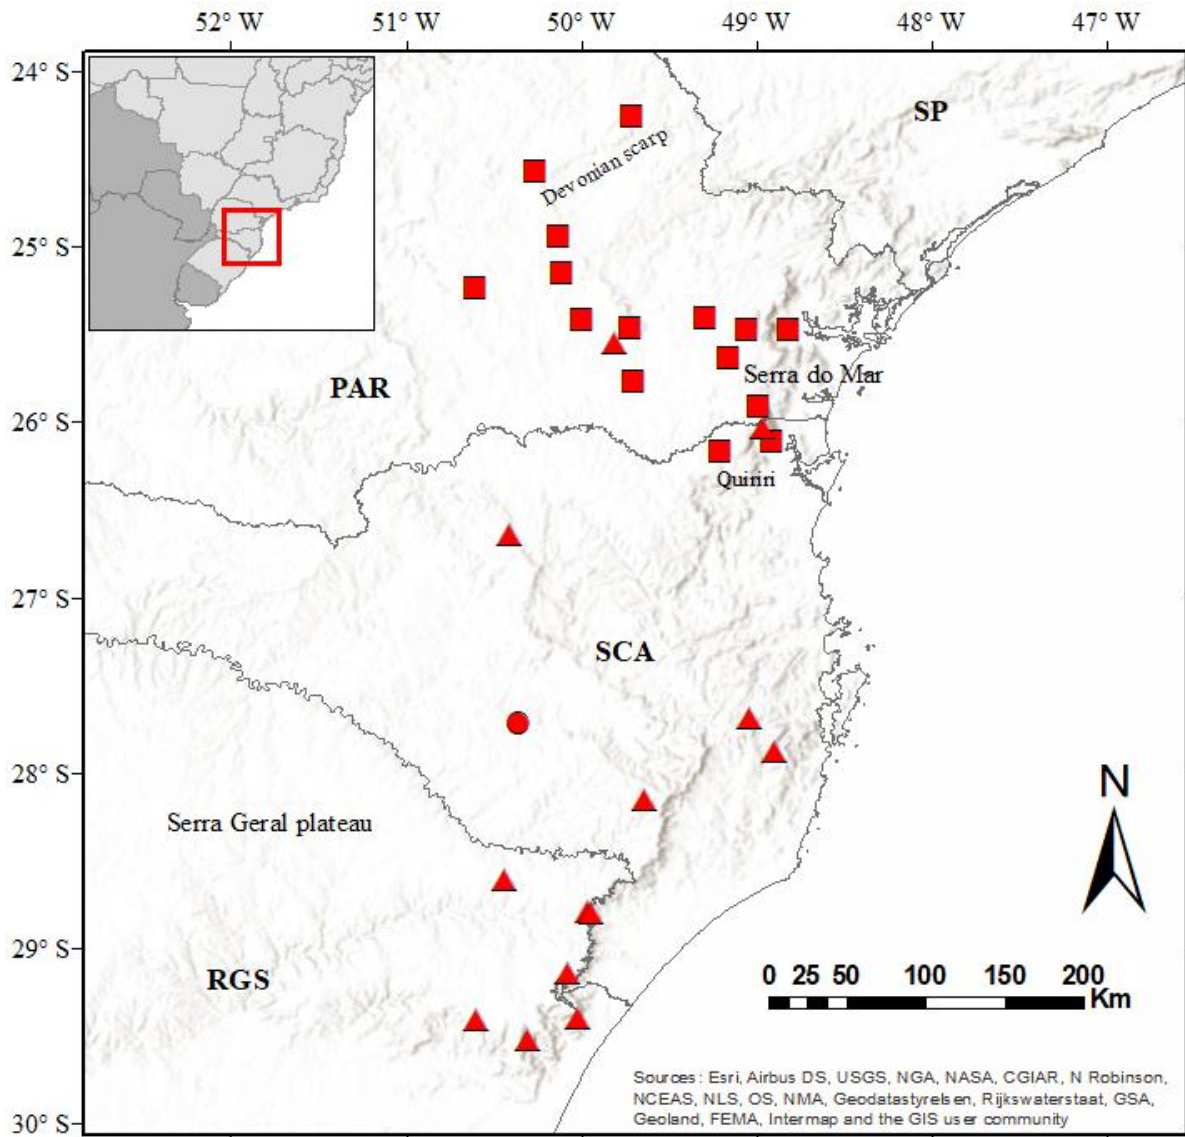 52° W 51° W 50° W 49° W 48° W 47° W
24° S
SP
Devonian scarp
25° S
Serra do Mar
PAR
26° S
Quiriri
27° S
SCA
28° S
N
Serra Geral plateau
29° S
RGS
0 25 50 100 150 200
Km
Sources: Esri, Airbus DS, USGS, NGA, NASA, CGIAR, N Robinson,
NCEAS, NLS, OS, NMA, Geodatastyrelsen, Rijkswaterstaat, GSA,
Geoland, FEMA, Intermap and the GIS user community
30° S